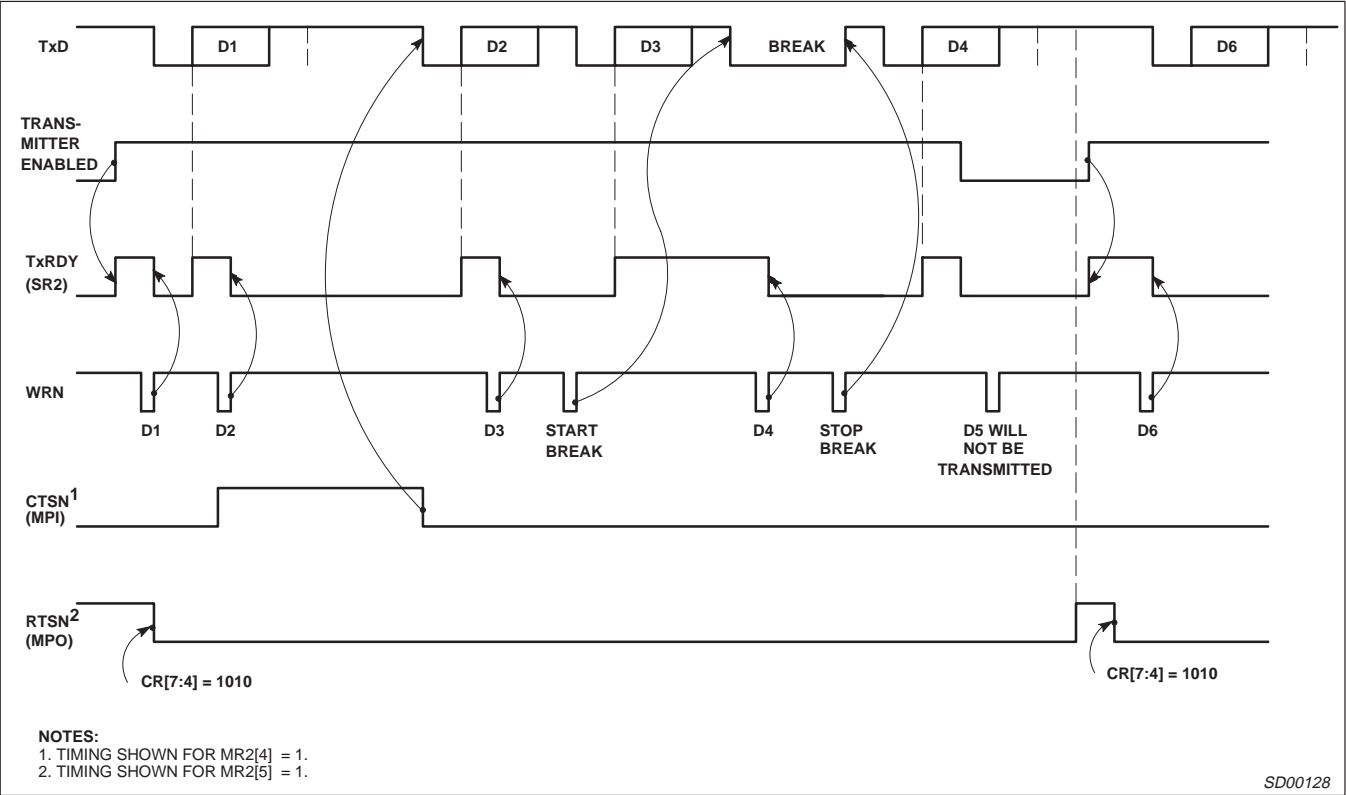 TxD
D1
D2
D3
BREAK
D4
D6
TRANS-
MITTER
ENABLED
TxRDY
(SR2)
WRN
D1
D2
D3
START
BREAK
D4
STOP
BREAK
D5 WILL
NOT BE
TRANSMITTED
D6
CTSN1
(MPI)
RTSN2
(MPO)
CR[7:4] = 1010
CR[7:4] = 1010
NOTES:
1. TIMING SHOWN FOR MR2[4] = 1.
2. TIMING SHOWN FOR MR2[5] = 1.
SD00128